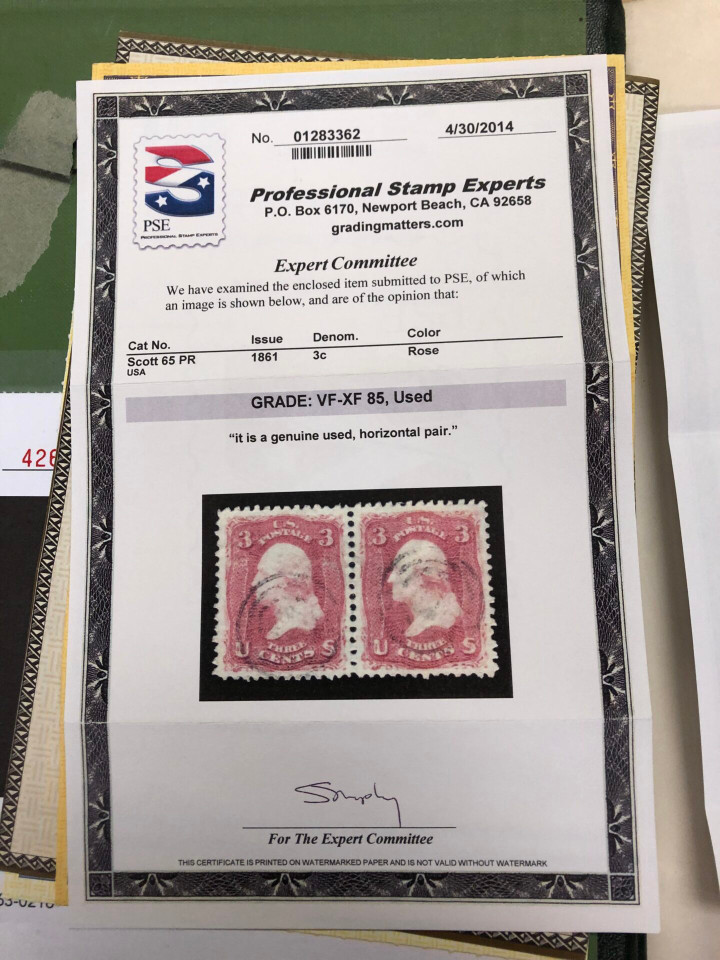 No. 01283362 4/30/2014
PSE
PROFESSIONAL STAMP EXPERTS
Professional Stamp Experts
P.O. Box 6170, Newport Beach, CA 92658
gradingmatters.com
Expert Committee
We have examined the enclosed item submitted to PSE, of which
an image is shown below, and are of the opinion that:
Cat No. Issue Denom. Color
Scott 65 PR 1861 3c Rose
USA
GRADE: VF-XF 85, Used
“it is a genuine used, horizontal pair.”
426
U.S. U.S.
3 POSTAGE 3 3 POSTAGE 3
THREE THREE
U CENTS S U CENTS S
For The Expert Committee
THIS CERTIFICATE IS PRINTED ON WATERMARKED PAPER AND IS NOT VALID WITHOUT WATERMARK